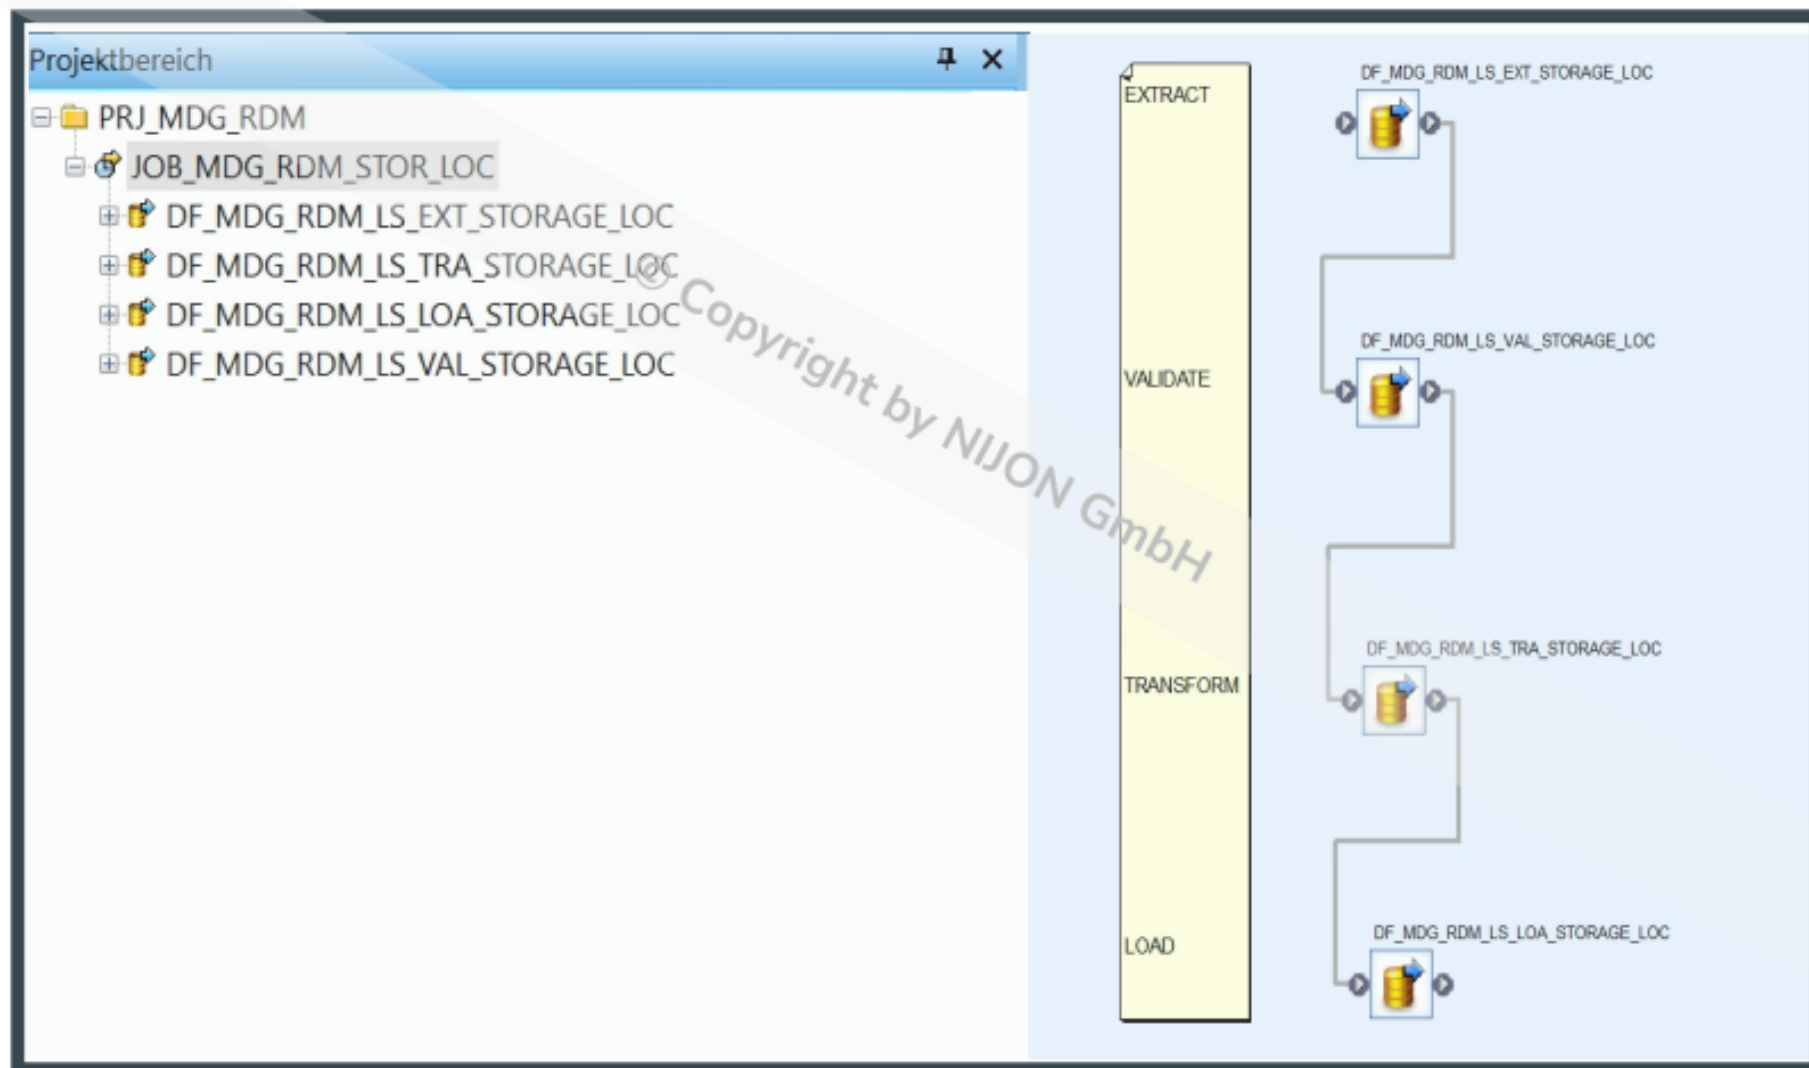 Projektbereich
PRJ_MDG_RDM
JOB_MDG_RDM_STOR_LOC
DF_MDG_RDM_LS_EXT_STORAGE_LOC
DF_MDG_RDM_LS_TRA_STORAGE_LOC
DF_MDG_RDM_LS_LOA_STORAGE_LOC
DF_MDG_RDM_LS_VAL_STORAGE_LOC
© Copyright by NIJON GmbH
EXTRACT
VALIDATE
TRANSFORM
LOAD
DF_MDG_RDM_LS_EXT_STORAGE_LOC
DF_MDG_RDM_LS_VAL_STORAGE_LOC
DF_MDG_RDM_LS_TRA_STORAGE_LOC
DF_MDG_RDM_LS_LOA_STORAGE_LOC